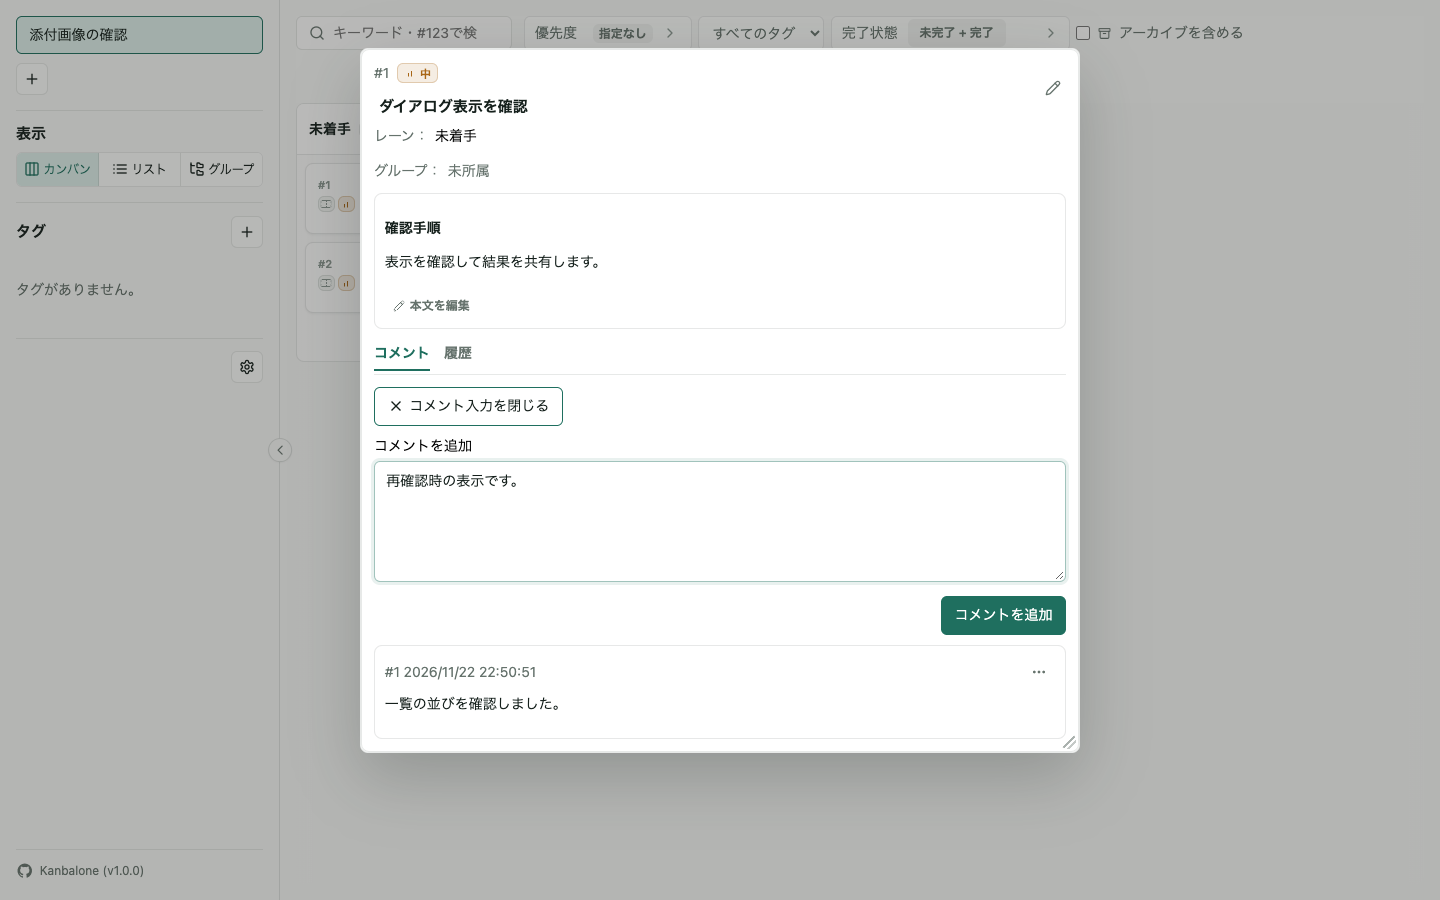 添付画像の確認
キーワード・#123で検
優先度 指定なし
すべてのタグ
完了状態 未完了 + 完了
アーカイブを含める
表示
カンバン リスト グループ
タグ
タグがありません。
Kanbalone (v1.0.0)
未着手
#1
#2
#1 中
ダイアログ表示を確認
レーン： 未着手
グループ： 未所属
確認手順
表示を確認して結果を共有します。
本文を編集
コメント 履歴
コメント入力を閉じる
コメントを追加
再確認時の表示です。
コメントを追加
#1 2026/11/22 22:50:51
一覧の並びを確認しました。